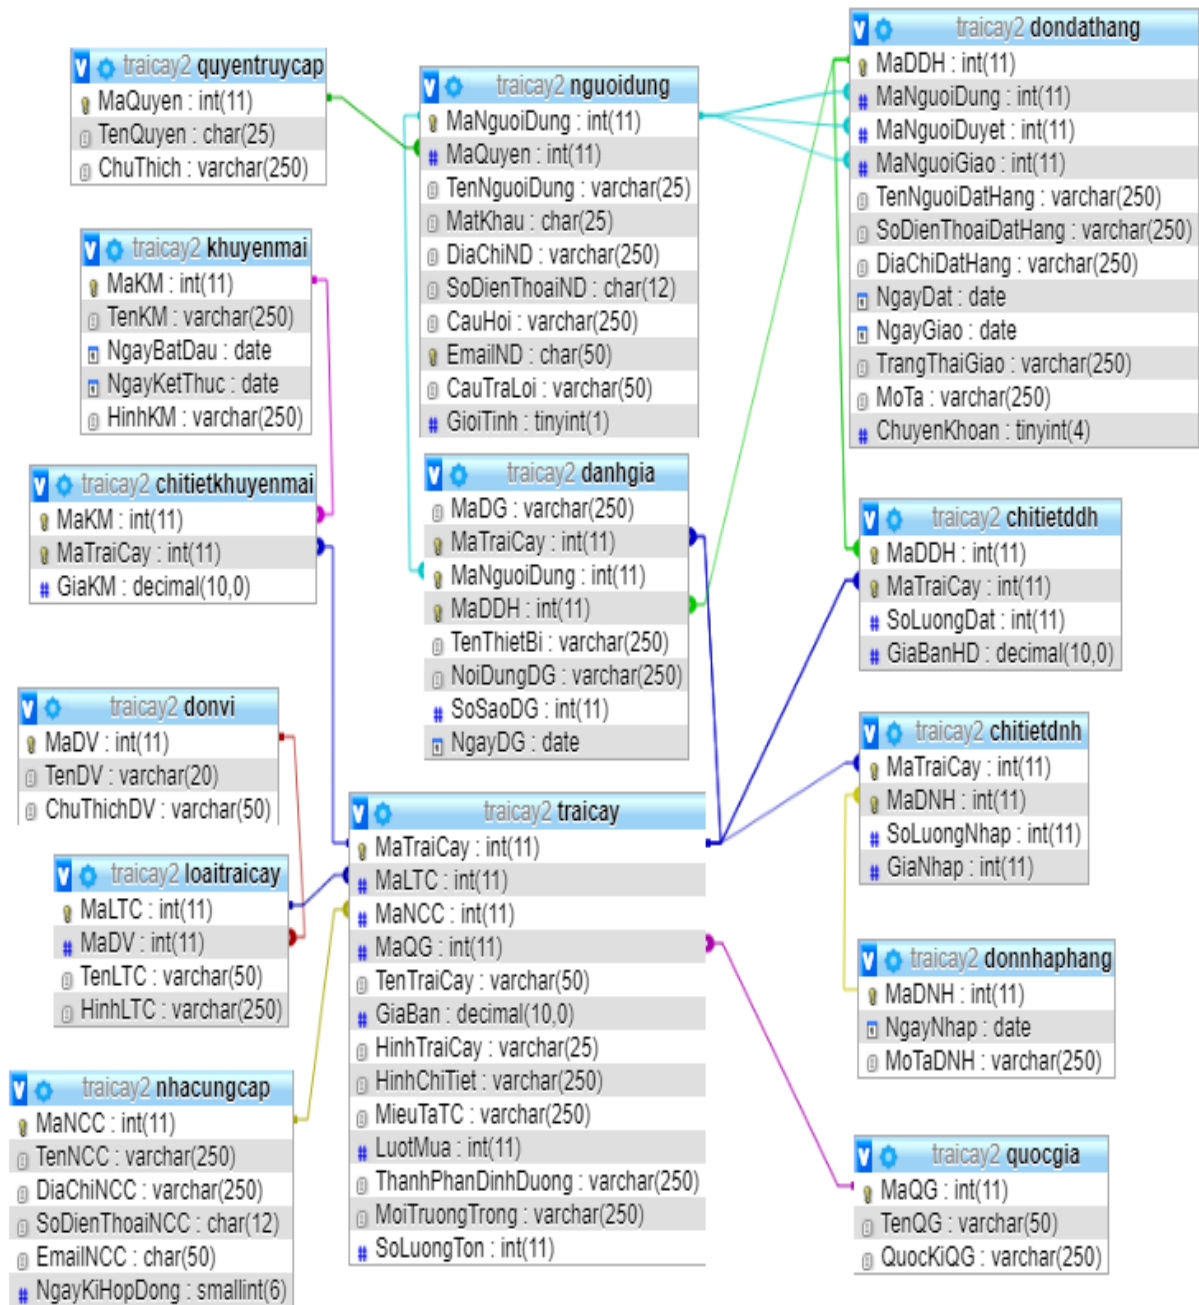 traicay2 quyentruycap
MaQuyen : int(11)
TenQuyen : char(25)
ChuThich : varchar(250)
traicay2 khuyenmai
MaKM : int(11)
TenKM : varchar(250)
NgayBatDau : date
NgayKetThuc : date
HinhKM : varchar(250)
traicay2 chitietkhuyenmai
MaKM : int(11)
MaTraiCay : int(11)
GiaKM : decimal(10,0)
traicay2 donvi
MaDV : int(11)
TenDV : varchar(20)
ChuThichDV : varchar(50)
traicay2 loaitraicay
MaLTC : int(11)
MaDV : int(11)
TenLTC : varchar(50)
HinhLTC : varchar(250)
traicay2 nhacungcap
MaNCC : int(11)
TenNCC : varchar(250)
DiaChiNCC : varchar(250)
SoDienThoaiNCC : char(12)
EmailNCC : char(50)
NgayKiHopDong : smallint(6)
traicay2 nguoidung
MaNguoiDung : int(11)
MaQuyen : int(11)
TenNguoiDung : varchar(25)
MatKhau : char(25)
DiaChiND : varchar(250)
SoDienThoaiND : char(12)
CauHoi : varchar(250)
EmailND : char(50)
CauTraLoi : varchar(50)
GioiTinh : tinyint(1)
traicay2 danhgia
MaDG : varchar(250)
MaTraiCay : int(11)
MaNguoiDung : int(11)
MaDDH : int(11)
TenThietBi : varchar(250)
NoiDungDG : varchar(250)
SoSaoDG : int(11)
NgayDG : date
traicay2 traicay
MaTraiCay : int(11)
MaLTC : int(11)
MaNCC : int(11)
MaQG : int(11)
TenTraiCay : varchar(50)
GiaBan : decimal(10,0)
HinhTraiCay : varchar(25)
HinhChiTiet : varchar(250)
MieuTaTC : varchar(250)
LuotMua : int(11)
ThanhPhanDinhDuong : varchar(250)
MoiTruongTrong : varchar(250)
SoLuongTon : int(11)
traicay2 dondathang
MaDDH : int(11)
MaNguoiDung : int(11)
MaNguoiDuyet : int(11)
MaNguoiGiao : int(11)
TenNguoiDatHang : varchar(250)
SoDienThoaiDatHang : varchar(250)
DiaChiDatHang : varchar(250)
NgayDat : date
NgayGiao : date
TrangThaiGiao : varchar(250)
MoTa : varchar(250)
ChuyenKhoan : tinyint(4)
traicay2 chitietddh
MaDDH : int(11)
MaTraiCay : int(11)
SoLuongDat : int(11)
GiaBanHD : decimal(10,0)
traicay2 chitietdnh
MaTraiCay : int(11)
MaDNH : int(11)
SoLuongNhap : int(11)
GiaNhap : int(11)
traicay2 donnhaphang
MaDNH : int(11)
NgayNhap : date
MoTaDNH : varchar(250)
traicay2 quocgia
MaQG : int(11)
TenQG : varchar(50)
QuocKiQG : varchar(250)